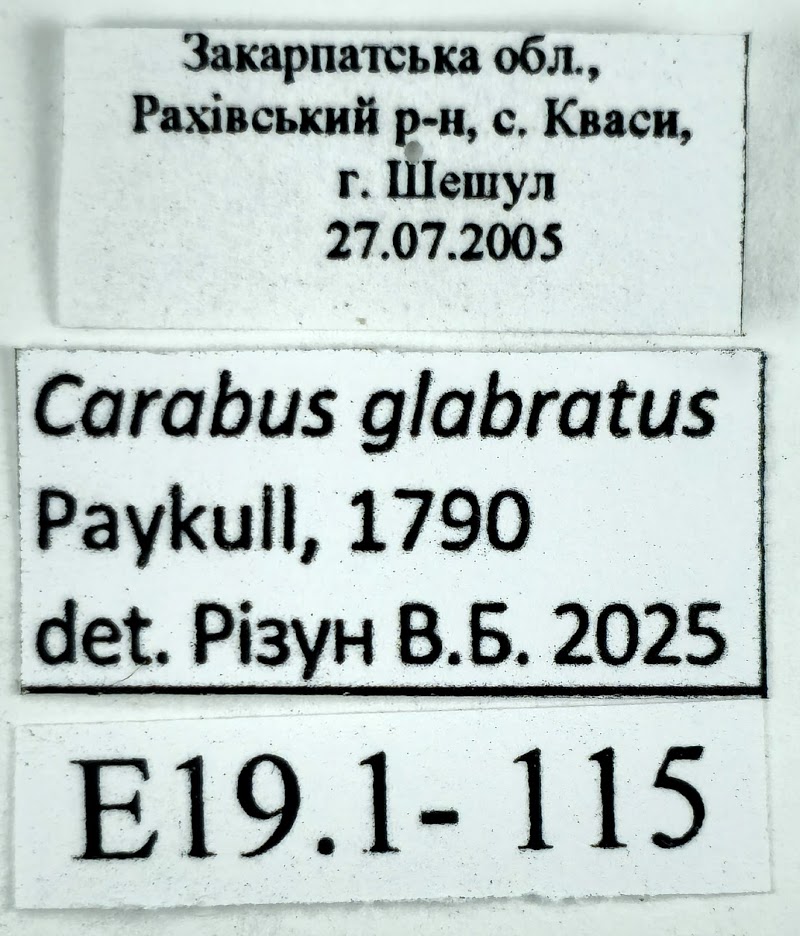 Закарпатська обл.,
Рахівський р-н, с. Кваси,
г. Шешул
27.07.2005
Carabus glabratus
Paykull, 1790
det. Різун В.Б. 2025
E19.1- 115